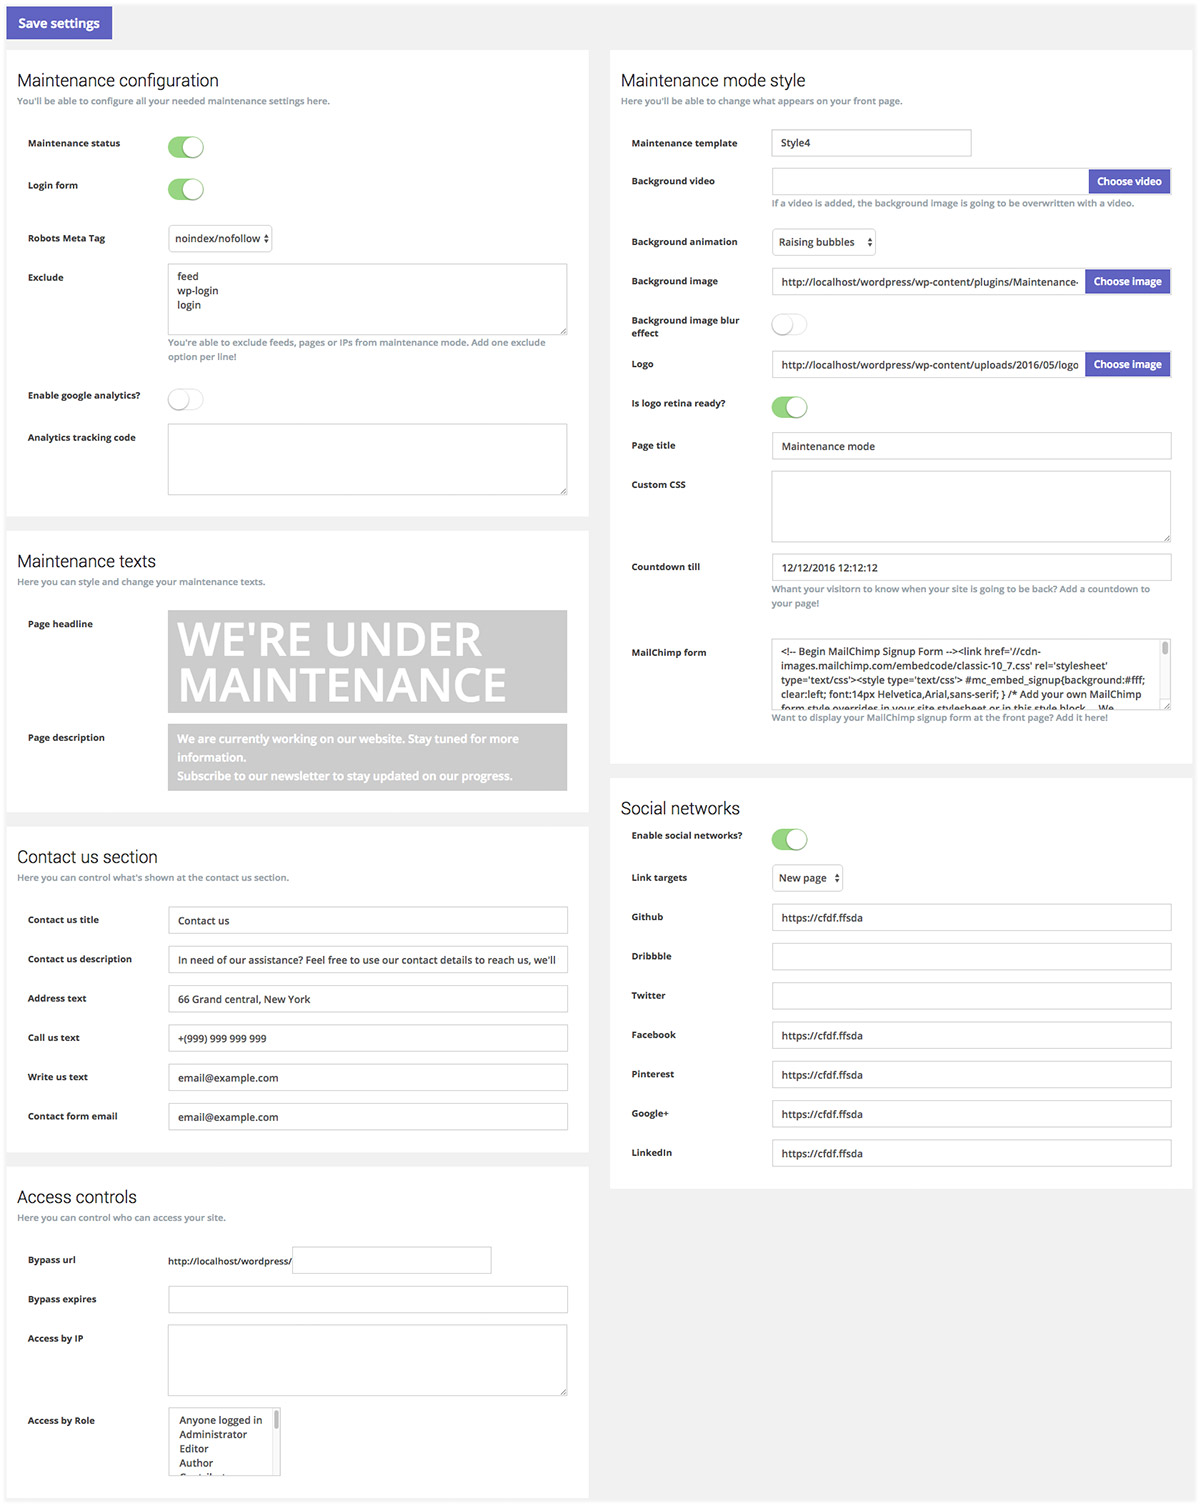 Save settings
Maintenance configuration
You'll be able to configure all your needed maintenance settings here.
Maintenance status
Login form
Robots Meta Tag
noindex/nofollow
Exclude
feed
wp-login
login
You're able to exclude feeds, pages or IPs from maintenance mode. Add one exclude
option per line!
Enable google analytics?
Analytics tracking code
Maintenance texts
Here you can style and change your maintenance texts.
Page headline
WE'RE UNDER
MAINTENANCE
Page description
We are currently working on our website. Stay tuned for more
information.
Subscribe to our newsletter to stay updated on our progress.
Contact us section
Here you can control what's shown at the contact us section.
Contact us title
Contact us
Contact us description
In need of our assistance? Feel free to use our contact details to reach us, we'll
Address text
66 Grand central, New York
Call us text
+(999) 999 999 999
Write us text
email@example.com
Contact form email
email@example.com
Access controls
Here you can control who can access your site.
Bypass url
http://localhost/wordpress/
Bypass expires
Access by IP
Access by Role
Anyone logged in
Administrator
Editor
Author
Maintenance mode style
Here you'll be able to change what appears on your front page.
Maintenance template
Style4
Background video
Choose video
If a video is added, the background image is going to be overwritten with a video.
Background animation
Raising bubbles
Background image
http://localhost/wordpress/wp-content/plugins/Maintenance-
Choose image
Background image blur
effect
Logo
http://localhost/wordpress/wp-content/uploads/2016/05/logo
Choose image
Is logo retina ready?
Page title
Maintenance mode
Custom CSS
Countdown till
12/12/2016 12:12:12
Whant your visitorn to know when your site is going to be back? Add a countdown to
your page!
MailChimp form
<!-- Begin MailChimp Signup Form --><link href='//cdn-
images.mailchimp.com/embedcode/classic-10_7.css' rel='stylesheet'
type='text/css'><style type='text/css'> #mc_embed_signup{background:#fff;
clear:left; font:14px Helvetica,Arial,sans-serif; } /* Add your own MailChimp
form style overrides in your site stylesheet or in this style block. We
Want to display your MailChImp signup form at the front page? Add it here!
Social networks
Enable social networks?
Link targets
New page
Github
https://cfdf.ffsda
Dribbble
Twitter
Facebook
https://cfdf.ffsda
Pinterest
https://cfdf.ffsda
Google+
https://cfdf.ffsda
LinkedIn
https://cfdf.ffsda